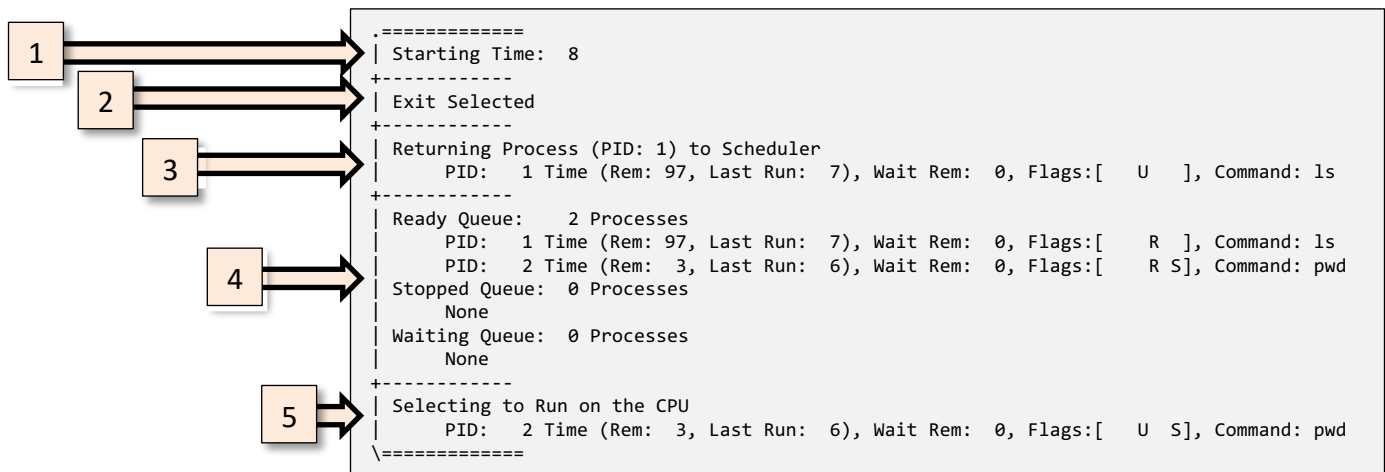 1
2
3
4
5
.=============
| Starting Time:  8
+------------
| Exit Selected
+------------
| Returning Process (PID: 1) to Scheduler
|      PID:   1 Time (Rem: 97, Last Run:  7), Wait Rem:  0, Flags:[   U   ], Command: ls
+------------
| Ready Queue:    2 Processes
|      PID:   1 Time (Rem: 97, Last Run:  7), Wait Rem:  0, Flags:[    R  ], Command: ls
|      PID:   2 Time (Rem:  3, Last Run:  6), Wait Rem:  0, Flags:[    R S], Command: pwd
| Stopped Queue:  0 Processes
|      None
| Waiting Queue:  0 Processes
|      None
+------------
| Selecting to Run on the CPU
|      PID:   2 Time (Rem:  3, Last Run:  6), Wait Rem:  0, Flags:[   U  S], Command: pwd
\=============